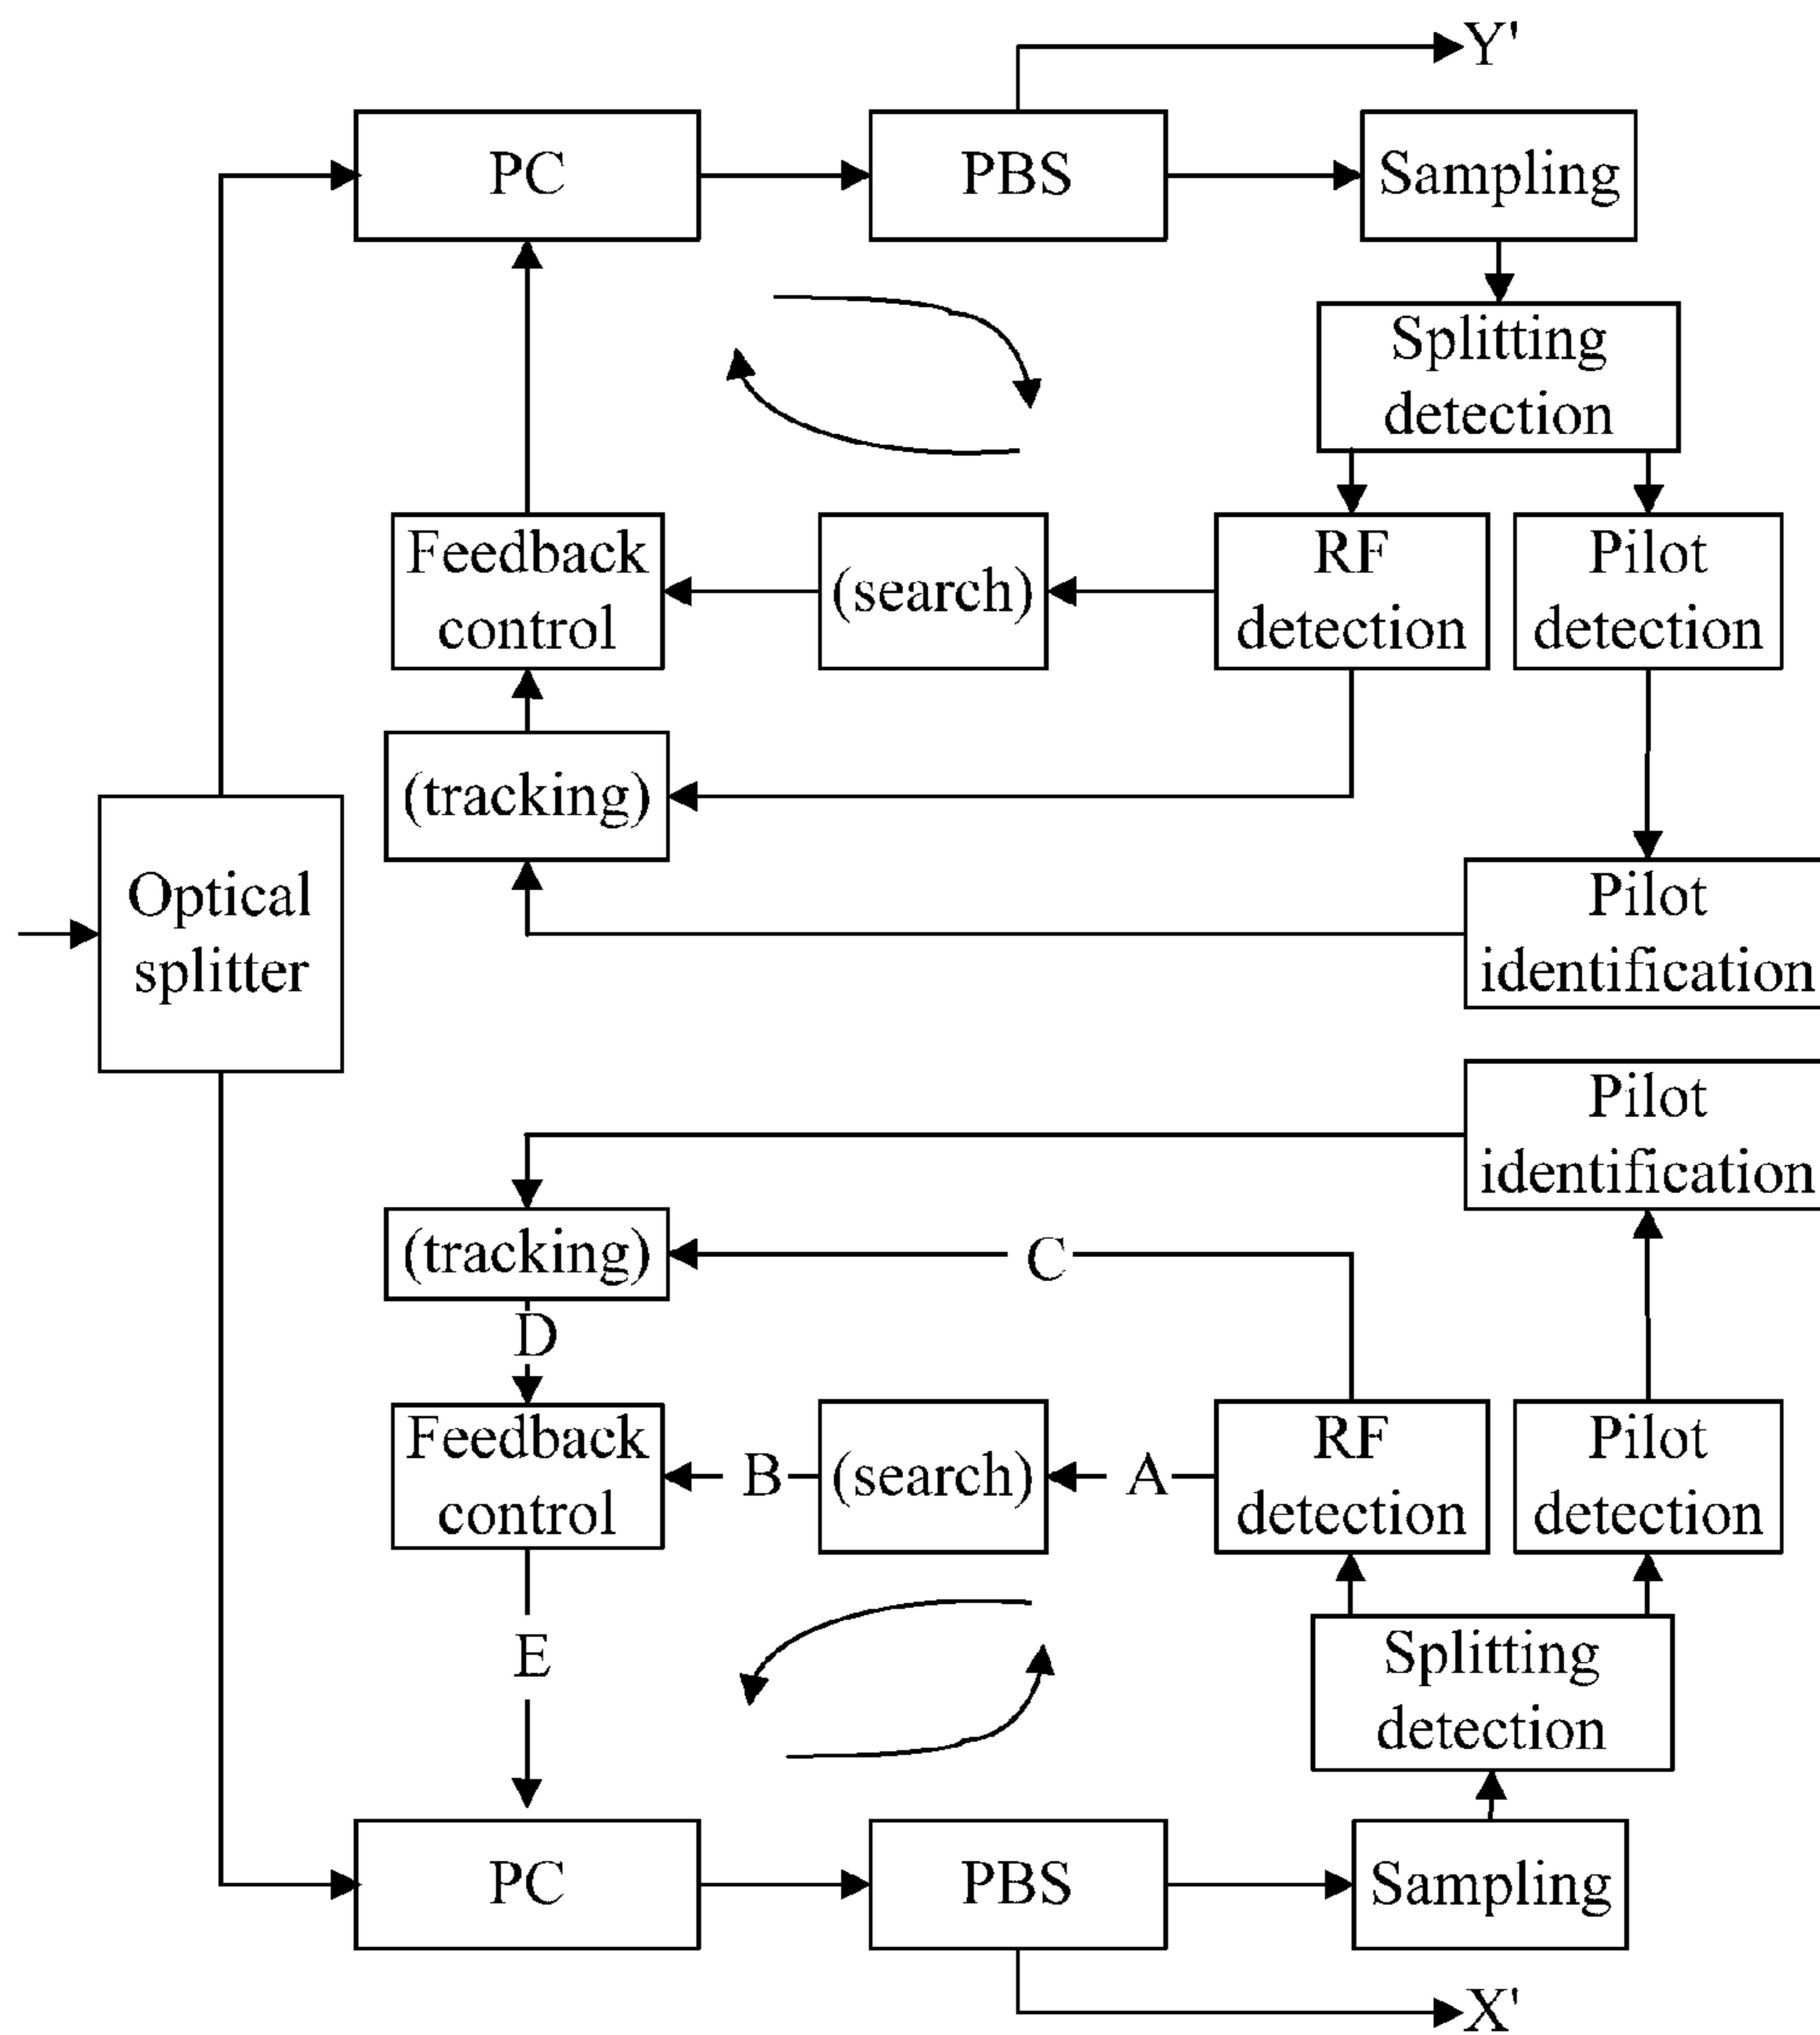 Y'
PC
PBS
Sampling
Splitting
detection
Feedback
control
(search)
RF
detection
Pilot
detection
(tracking)
Optical
splitter
Pilot
identification
Pilot
identification
(tracking)
C
D
Feedback
control
B
(search)
A
RF
detection
Pilot
detection
E
Splitting
detection
PC
PBS
Sampling
X'